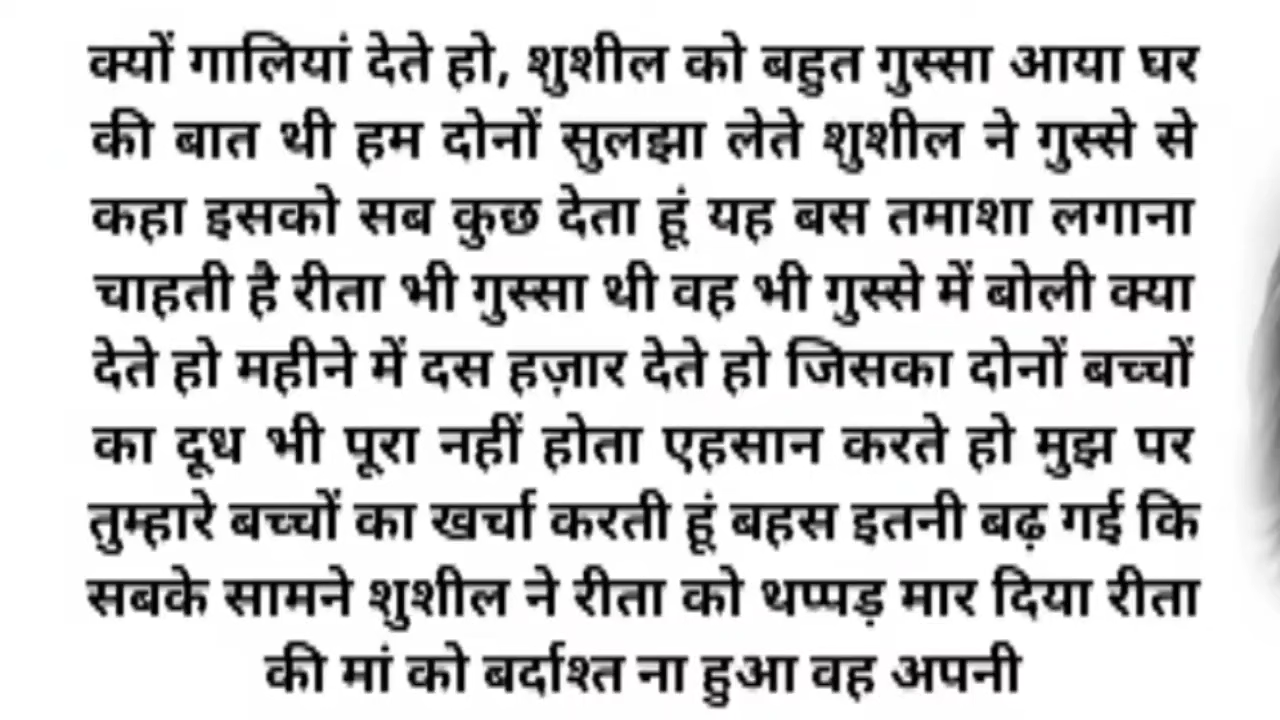 क्यों गालियां देते हो, शुशील को बहुत गुस्सा आया घर
की बात थी हम दोनों सुलझा लेते शुशील ने गुस्से से
कहा इसको सब कुछ देता हूं यह बस तमाशा लगाना
चाहती है रीता भी गुस्सा थी वह भी गुस्से में बोली क्या
देते हो महीने में दस हज़ार देते हो जिसका दोनों बच्चों
का दूध भी पूरा नहीं होता एहसान करते हो मुझ पर
तुम्हारे बच्चों का खर्चा करती हूं बहस इतनी बढ़ गई कि
सबके सामने शुशील ने रीता को थप्पड़ मार दिया रीता
की मां को बर्दाश्त ना हुआ वह अपनी